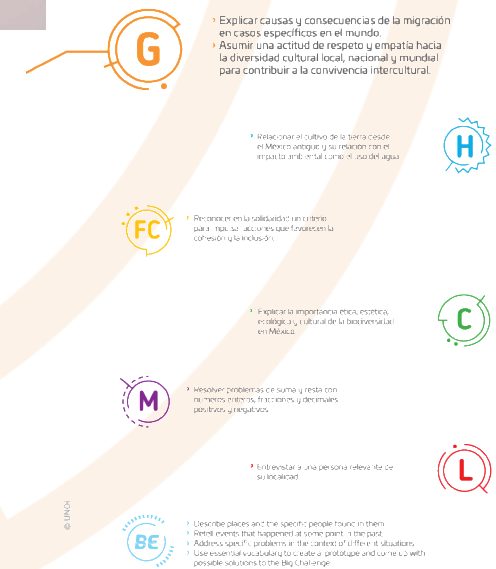 G
› Explicar causas y consecuencias de la migración
en casos específicos en el mundo.
› Asumir una actitud de respeto y empatía hacia
la diversidad cultural local, nacional y mundial
para contribuir a la convivencia intercultural.
› Relacionar el cultivo de la tierra desde
el México antiguo y su relación con el
impacto ambiental como el uso del agua
H
FC
› Reconocer en la solidaridad un criterio
para impulsar acciones que favorecen la
cohesión y la inclusión.
› Explicar la importancia ética, estética,
ecológica y cultural de la biodiversidad
en México
C
M
› Resolver problemas de suma y resta con
números enteros, fracciones y decimales
positivos y negativos
› Entrevistar a una persona relevante de
su localidad
L
© UNOi
BE
› Describe places and the specific people found in them
› Retell events that happened at some point in the past
› Address specific problems in the context of different situations
› Use essential vocabulary to create a prototype and come up with
possible solutions to the Big Challenge